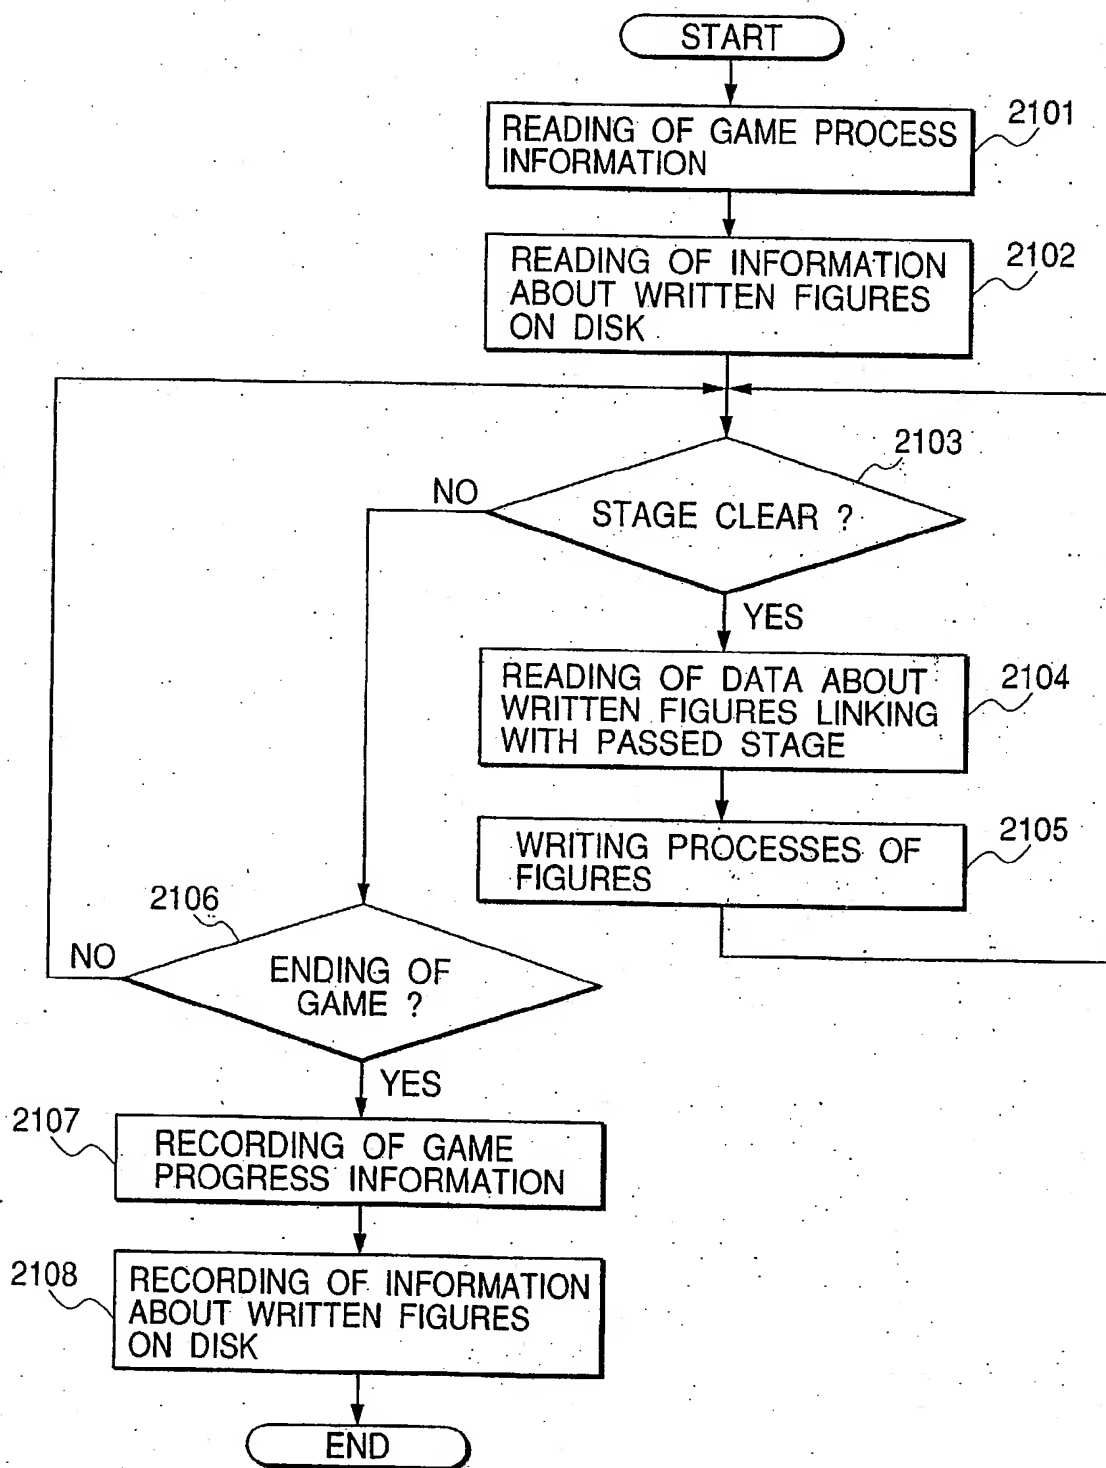 START
2101
READING OF GAME PROCESS
INFORMATION
2102
READING OF INFORMATION
ABOUT WRITTEN FIGURES
ON DISK
2103
NO
STAGE CLEAR ?
YES
2104
READING OF DATA ABOUT
WRITTEN FIGURES LINKING
WITH PASSED STAGE
2105
WRITING PROCESSES OF
FIGURES
2106
NO
ENDING OF
GAME ?
YES
2107
RECORDING OF GAME
PROGRESS INFORMATION
2108
RECORDING OF INFORMATION
ABOUT WRITTEN FIGURES
ON DISK
END